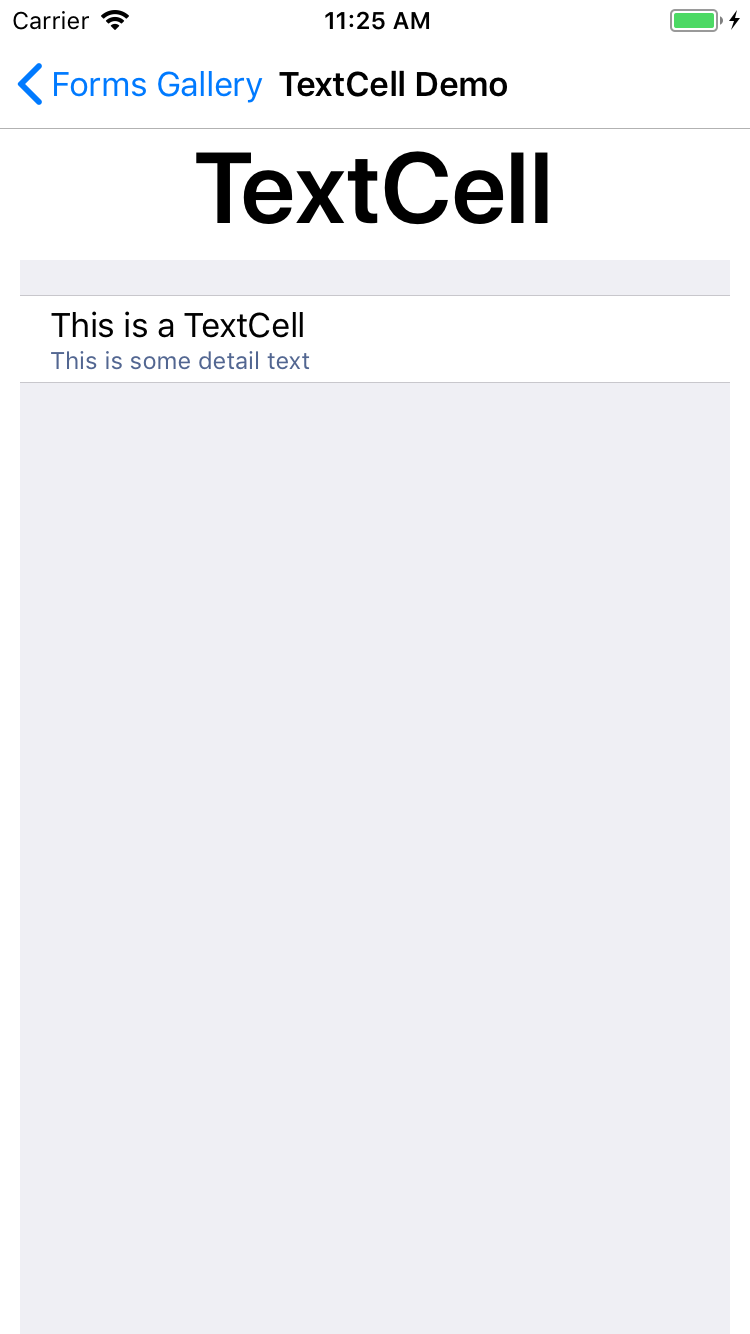 Carrier 11:25 AM
Forms Gallery TextCell Demo
TextCell
This is a TextCell
This is some detail text